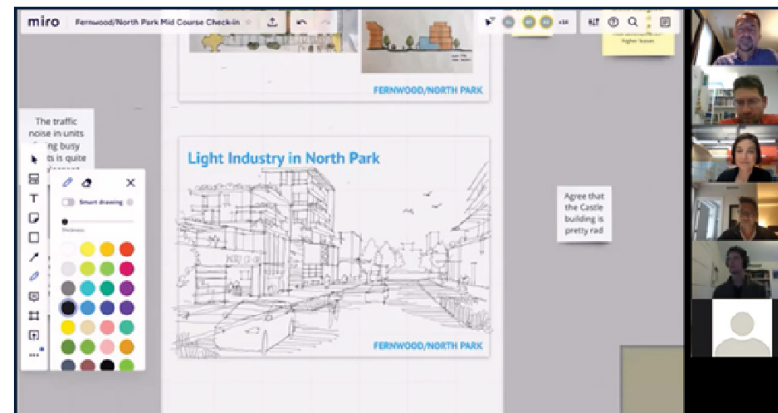 miro Fernwood/North Park Mid Course Check-in
higher leases
FERNWOOD/NORTH PARK
The traffic
noise in units
busy
is quite
Smart drawing
Thickness
T
Light Industry in North Park
Agree that
the Castle
building is
pretty rad
FERNWOOD/NORTH PARK